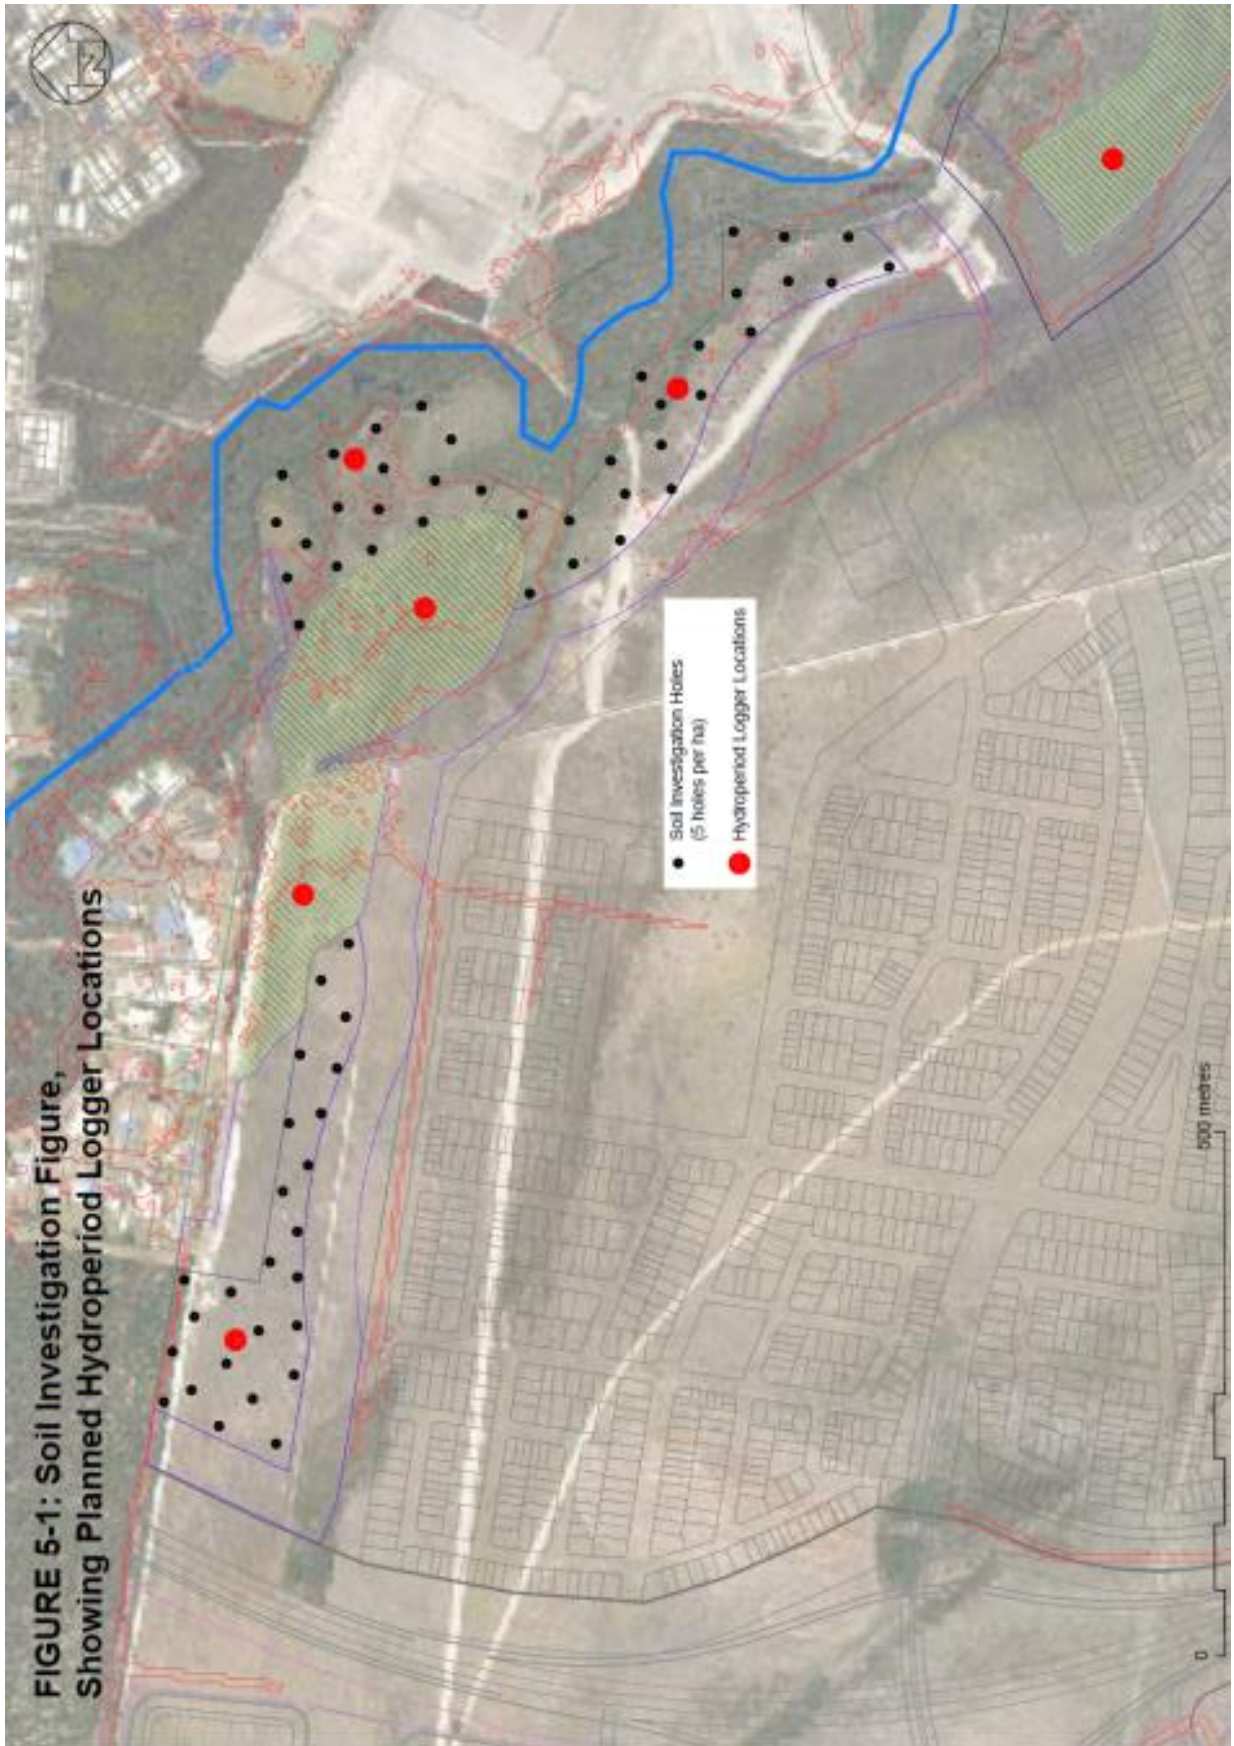 FIGURE 5-1: Soil Investigation Figure,
Showing Planned Hydroperiod Logger Locations
N
Soil Investigation Holes
(5 holes per ha)
Hydroperiod Logger Locations
0
500 metres